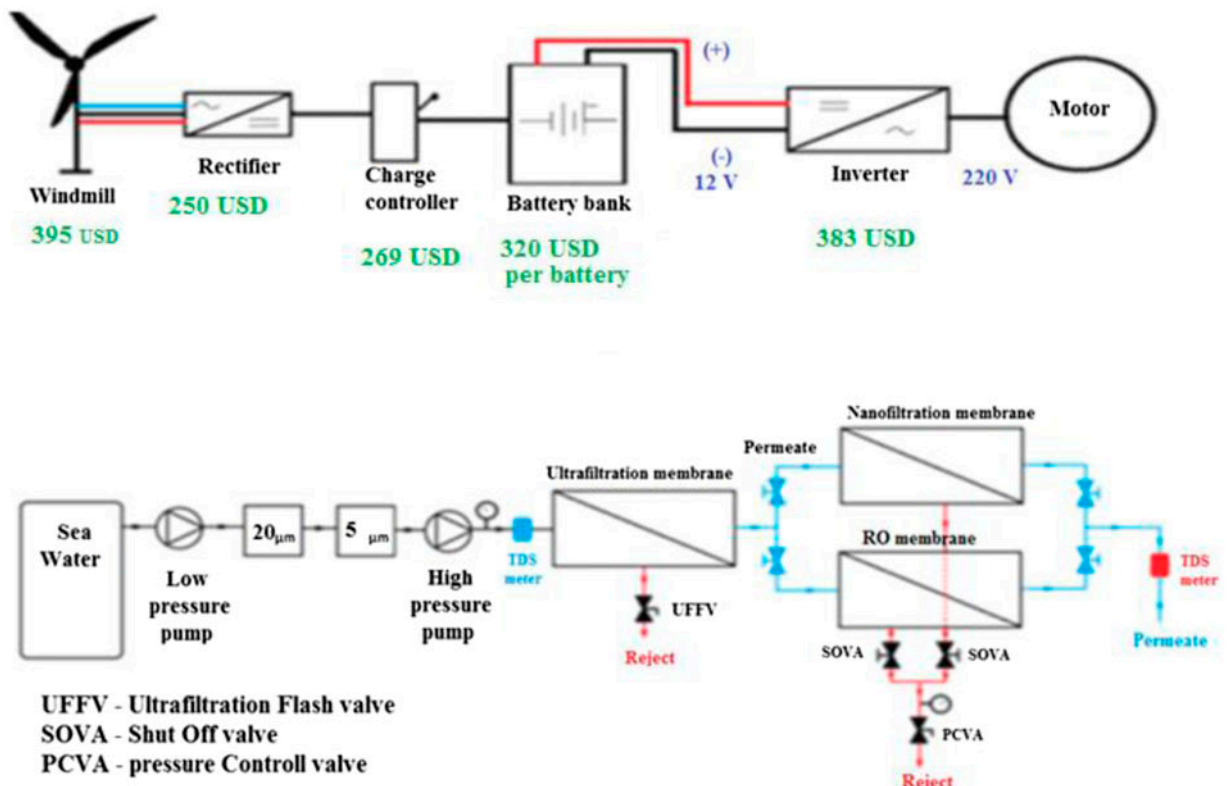 (+)
Motor
Rectifier
(-)
Windmill
Charge
controller
Battery bank
12 V
Inverter
220 V
250 USD
395 USD
269 USD
320 USD
per battery
383 USD
Nanofiltration membrane
Permeate
Ultrafiltration membrane
Sea
Water
20μm
5 μm
RO membrane
TDS
meter
TDS
meter
Low
pressure
pump
High
pressure
pump
UFFV
Permeate
Reject
SOVA
SOVA
PCVA
Reject
UFFV - Ultrafiltration Flash valve
SOVA - Shut Off valve
PCVA - pressure Controll valve